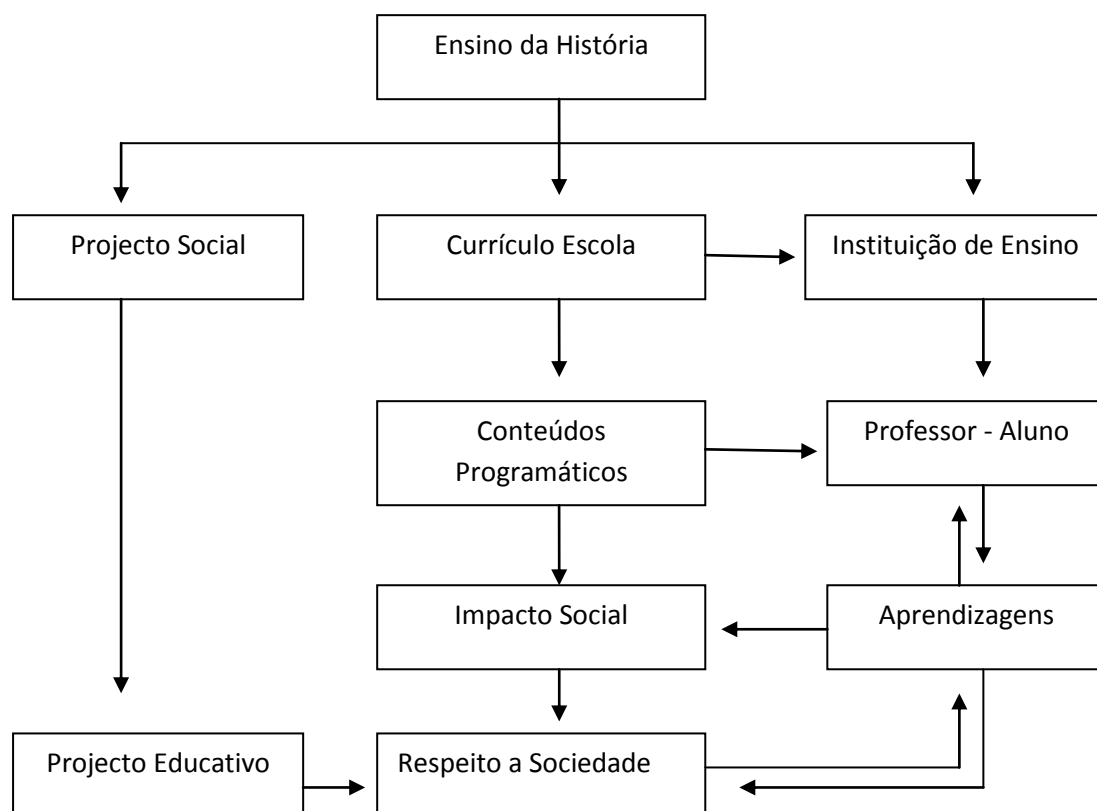 Ensino da História
Projecto Social
Currículo Escola
Instituição de Ensino
Conteúdos
Programáticos
Professor - Aluno
Impacto Social
Aprendizagens
Projecto Educativo
Respeito a Sociedade